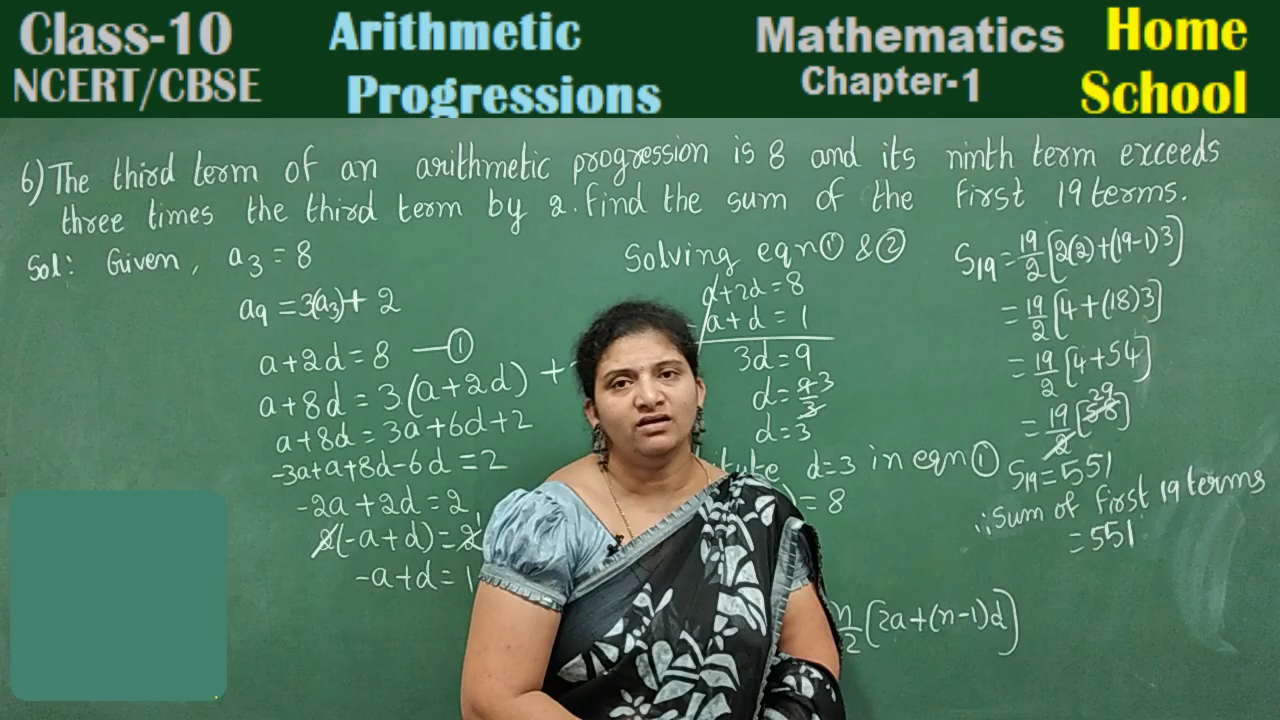 Class-10
NCERT/CBSE
Arithmetic
Progressions
Mathematics
Chapter-1
Home
School
6) The third term of an arithmetic progression is 8 and its ninth term exceeds
three times the third term by 2. Find the sum of the first 19 terms.
Sol: Given, a₃ = 8
a₉ = 3(a₃) + 2
a + 2d = 8 — ①
a + 8d = 3(a + 2d) +
a + 8d = 3a + 6d + 2
-3a + a + 8d - 6d = 2
-2a + 2d = 2
2(-a + d) = 2 1
-a + d = 1
Solving eqn ① & ②
a + 2d = 8
- a + d = 1
3d = 9
d = 9/3 3
d = 3
d = 3 in eqn ①
= 8
n/2 [2a + (n-1)d]
S₁₉ = 19/2 [2(2) + (19-1)3]
= 19/2 [4 + (18)3]
= 19/2 [4 + 54]
= 19/2 [58] 29
S₁₉ = 551
∴ Sum of first 19 terms
= 551